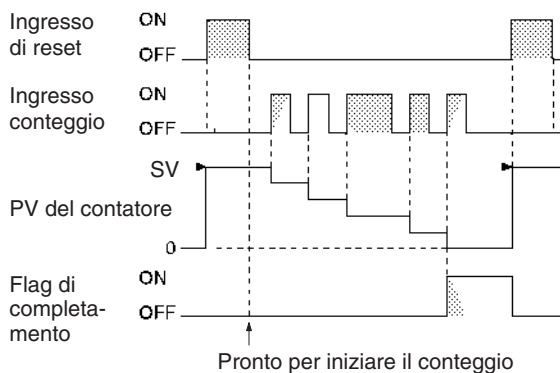 Ingresso
di reset
ON
OFF
Ingresso
conteggio
ON
OFF
SV
PV del contatore
0
Flag di
completa-
mento
ON
OFF
Pronto per iniziare il conteggio